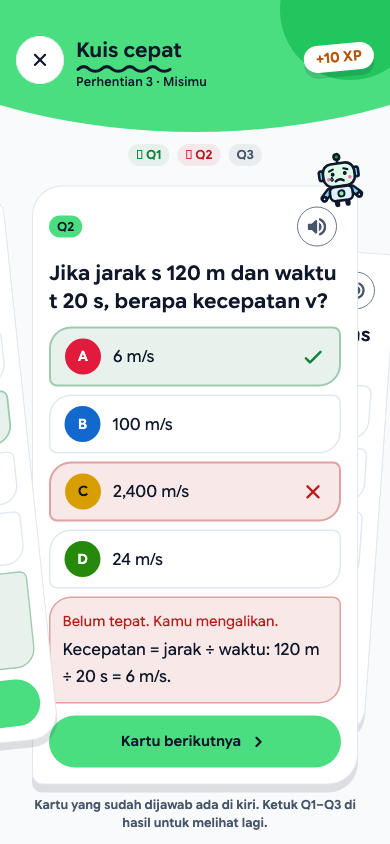 Kuis cepat
Perhentian 3 · Misimu
+10 XP
Q1
Q2
Q3
Q2
Jika jarak s 120 m dan waktu
t 20 s, berapa kecepatan v?
A 6 m/s
B 100 m/s
C 2,400 m/s
D 24 m/s
Belum tepat. Kamu mengalikan.
Kecepatan = jarak ÷ waktu: 120 m
÷ 20 s = 6 m/s.
Kartu berikutnya
Kartu yang sudah dijawab ada di kiri. Ketuk Q1–Q3 di
hasil untuk melihat lagi.